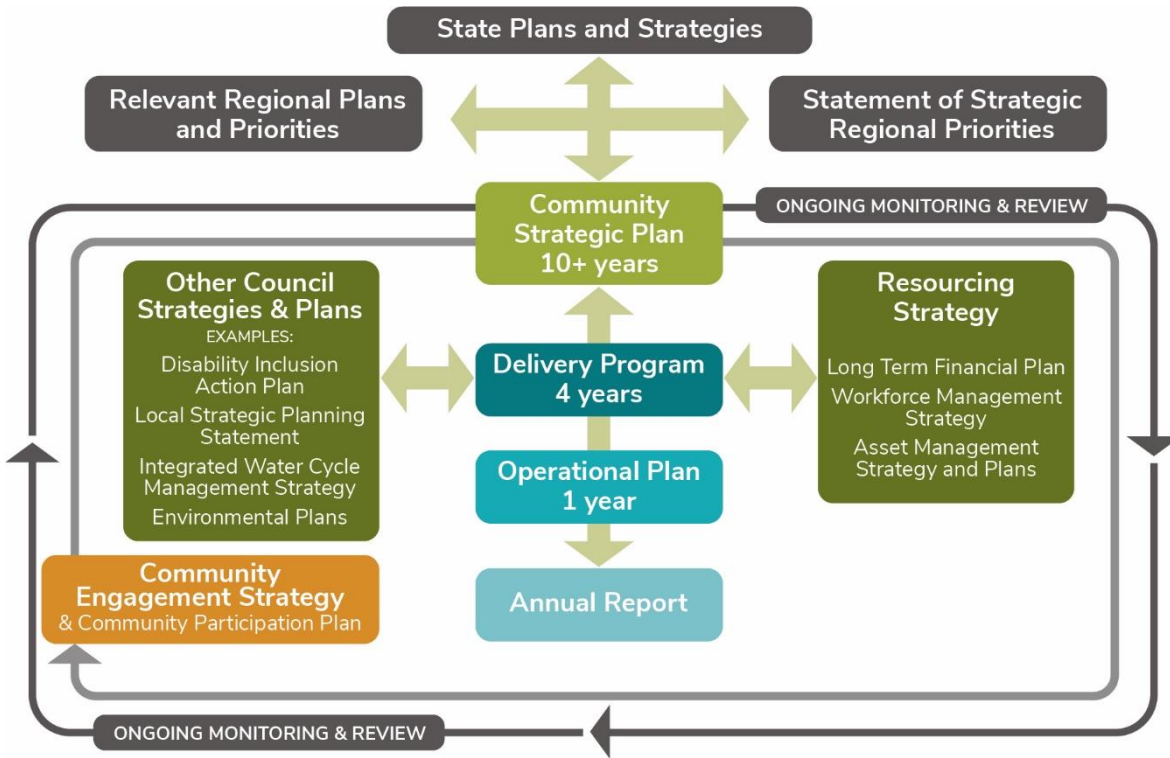 State Plans and Strategies
Relevant Regional Plans
and Priorities
Statement of Strategic
Regional Priorities
Community
Strategic Plan
10+ years
ONGOING MONITORING & REVIEW
Other Council
Strategies & Plans
EXAMPLES:
Disability Inclusion
Action Plan
Local Strategic Planning
Statement
Integrated Water Cycle
Management Strategy
Environmental Plans
Delivery Program
4 years
Resourcing
Strategy
Long Term Financial Plan
Workforce Management
Strategy
Asset Management
Strategy and Plans
Operational Plan
1 year
Community
Engagement Strategy
& Community Participation Plan
Annual Report
ONGOING MONITORING & REVIEW